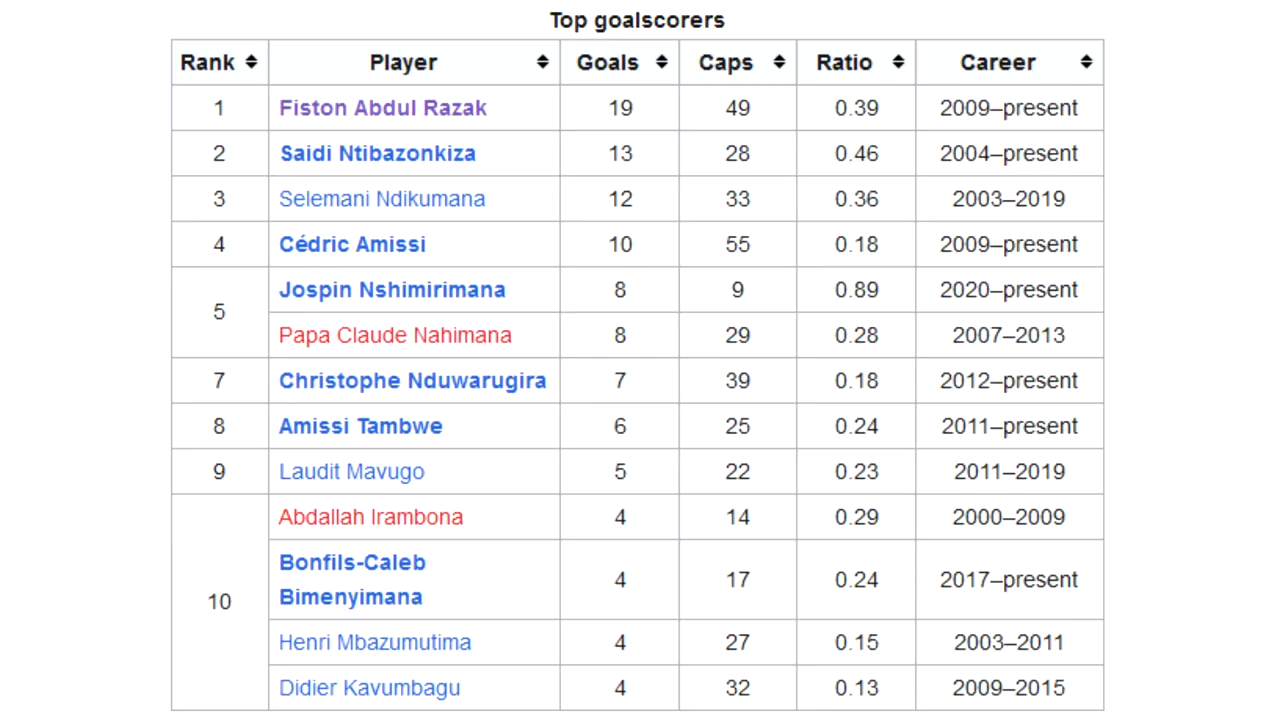 Top goalscorers
Rank Player Goals Caps Ratio Career
1 Fiston Abdul Razak 19 49 0.39 2009–present
2 Saidi Ntibazonkiza 13 28 0.46 2004–present
3 Selemani Ndikumana 12 33 0.36 2003–2019
4 Cédric Amissi 10 55 0.18 2009–present
5 Jospin Nshimirimana 8 9 0.89 2020–present
Papa Claude Nahimana 8 29 0.28 2007–2013
7 Christophe Nduwarugira 7 39 0.18 2012–present
8 Amissi Tambwe 6 25 0.24 2011–present
9 Laudit Mavugo 5 22 0.23 2011–2019
10 Abdallah Irambona 4 14 0.29 2000–2009
Bonfils-Caleb
Bimenyimana 4 17 0.24 2017–present
Henri Mbazumutima 4 27 0.15 2003–2011
Didier Kavumbagu 4 32 0.13 2009–2015